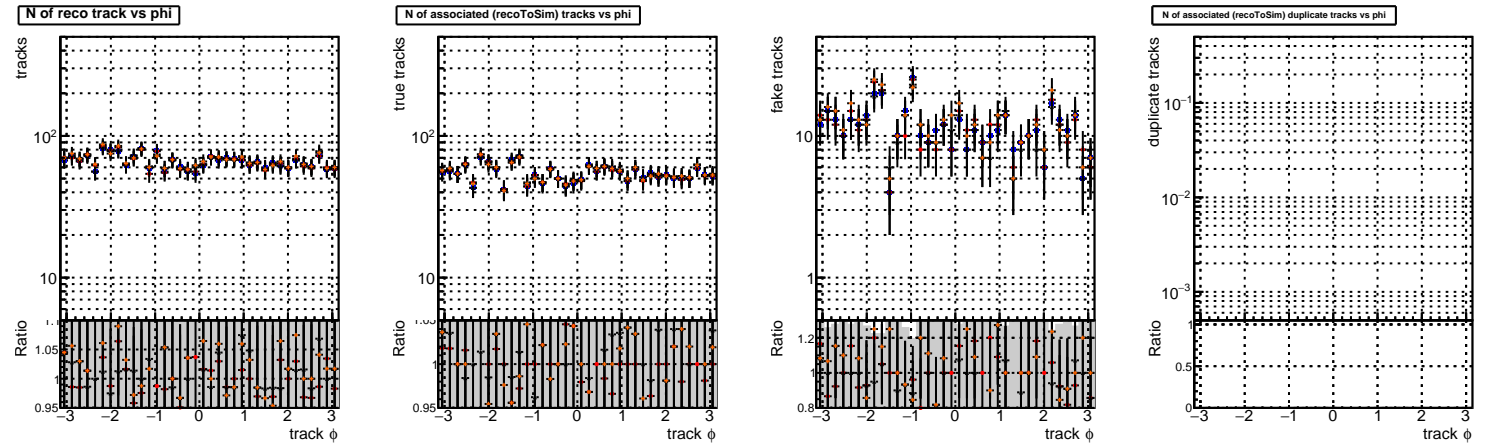 N of reco track vs phi
tracks
10²
10
Ratio
1.1
1.05
1
0.95
−3 −2 −1 0 1 2 3
track ϕ
N of associated (recoToSim) tracks vs phi
true tracks
10²
10
Ratio
1.05
1
0.95
−3 −2 −1 0 1 2 3
track ϕ
fake tracks
10
1
Ratio
1.2
1
0.8
−3 −2 −1 0 1 2 3
track ϕ
N of associated (recoToSim) duplicate tracks vs phi
duplicate tracks
10⁻¹
10⁻²
10⁻³
Ratio
1
0.5
0
−3 −2 −1 0 1 2 3
track ϕ